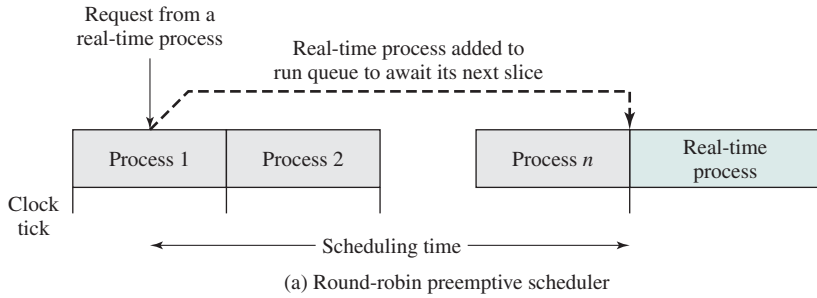 Request from a
real-time process
Real-time process added to
run queue to await its next slice
Process 1
Process 2
Process n
Real-time
process
Clock
tick
Scheduling time
(a) Round-robin preemptive scheduler